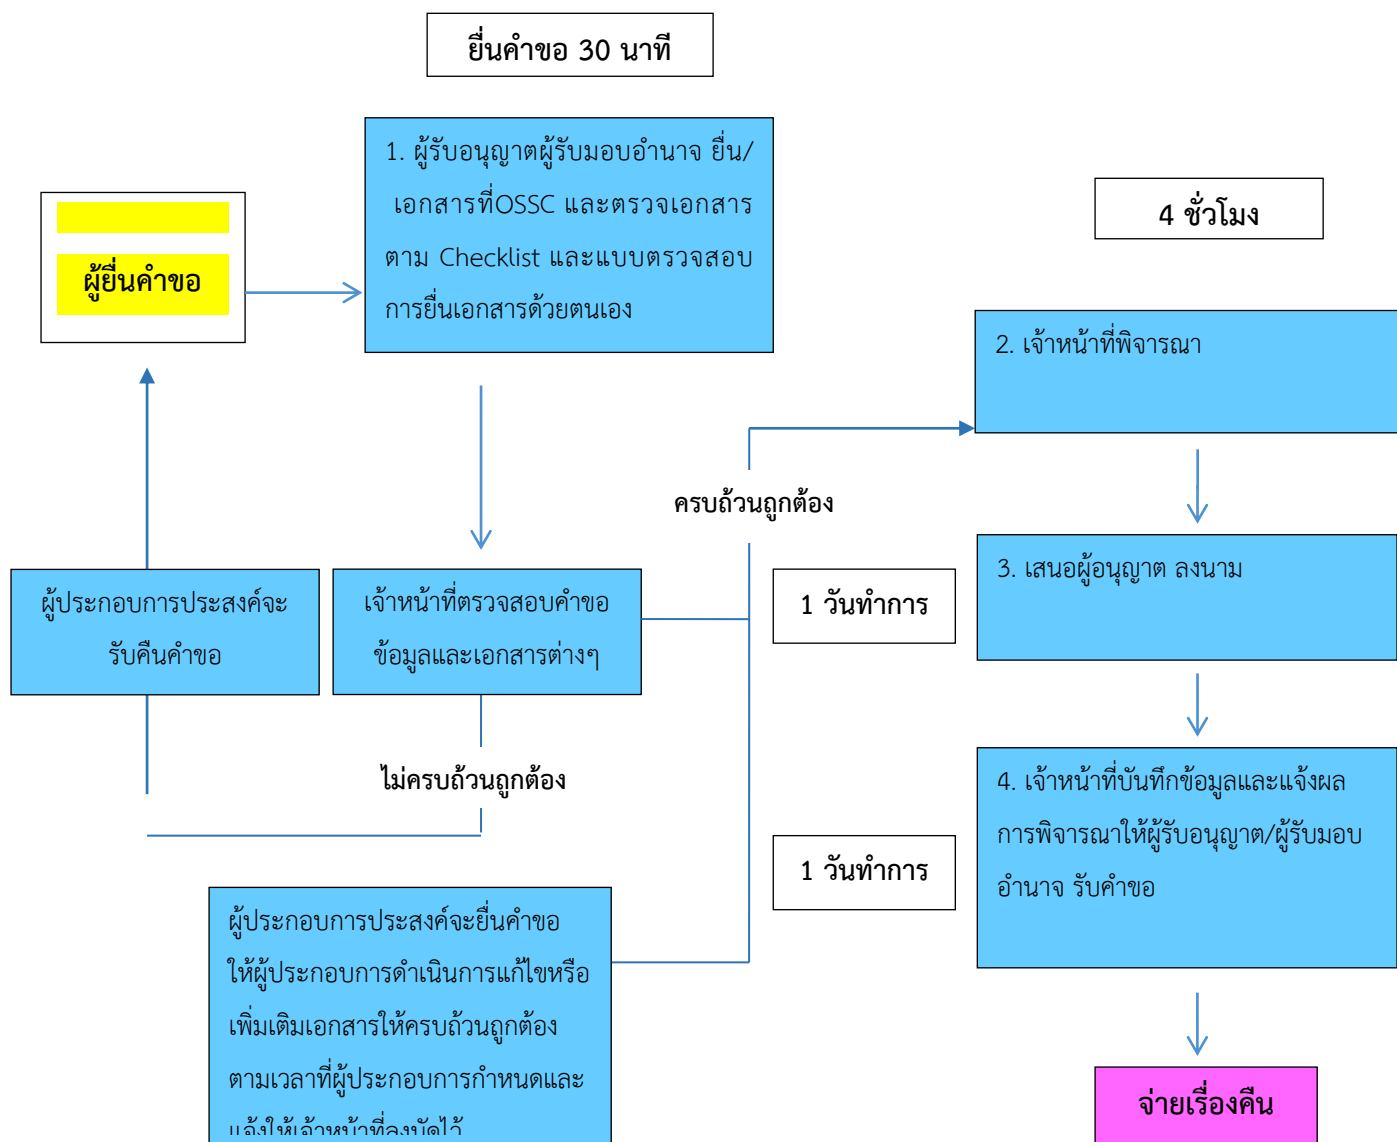 ยื่นคำขอ 30 นาที
1. ผู้รับอนุญาตผู้รับมอบอำนาจ ยื่น/
เอกสารที่OSSC และตรวจเอกสาร
ตาม Checklist และแบบตรวจสอบ
การยื่นเอกสารด้วยตนเอง
ผู้ยื่นคำขอ
4 ชั่วโมง
2. เจ้าหน้าที่พิจารณา
ครบถ้วนถูกต้อง
ผู้ประกอบการประสงค์จะ
รับคืนคำขอ
เจ้าหน้าที่ตรวจสอบคำขอ
ข้อมูลและเอกสารต่างๆ
1 วันทำการ
3. เสนอผู้อนุญาต ลงนาม
ไม่ครบถ้วนถูกต้อง
1 วันทำการ
4. เจ้าหน้าที่บันทึกข้อมูลและแจ้งผล
การพิจารณาให้ผู้รับอนุญาต/ผู้รับมอบ
อำนาจ รับคำขอ
ผู้ประกอบการประสงค์จะยื่นคำขอ
ให้ผู้ประกอบการดำเนินการแก้ไขหรือ
เพิ่มเติมเอกสารให้ครบถ้วนถูกต้อง
ตามเวลาที่ผู้ประกอบการกำหนดและ
แจ้งให้เจ้าหน้าที่ลงบัดไว้
จ่ายเรื่องคืน